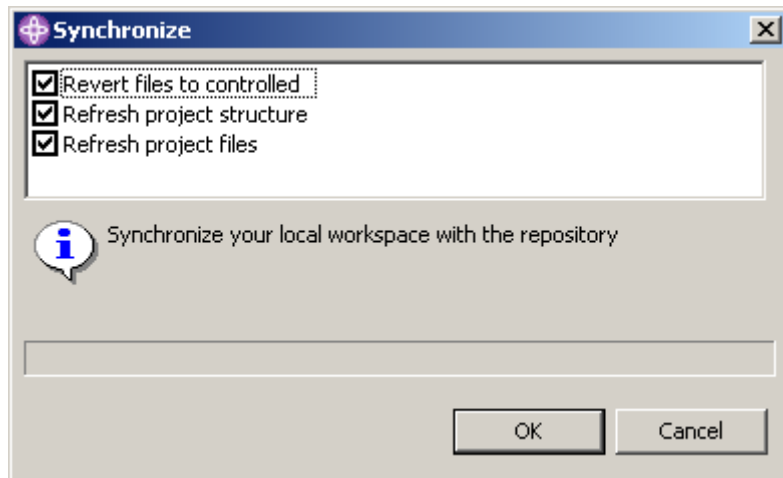 Synchronize
Revert files to controlled
Refresh project structure
Refresh project files
Synchronize your local workspace with the repository
OK
Cancel